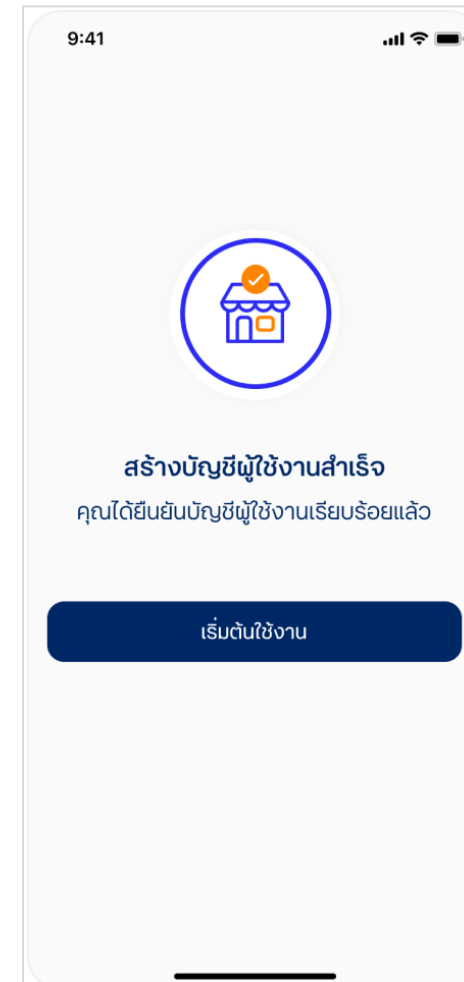 9:41
สร้างบัญชีผู้ใช้งานสำเร็จ
คุณได้ยืนยันบัญชีผู้ใช้งานเรียบร้อยแล้ว
เริ่มต้นใช้งาน